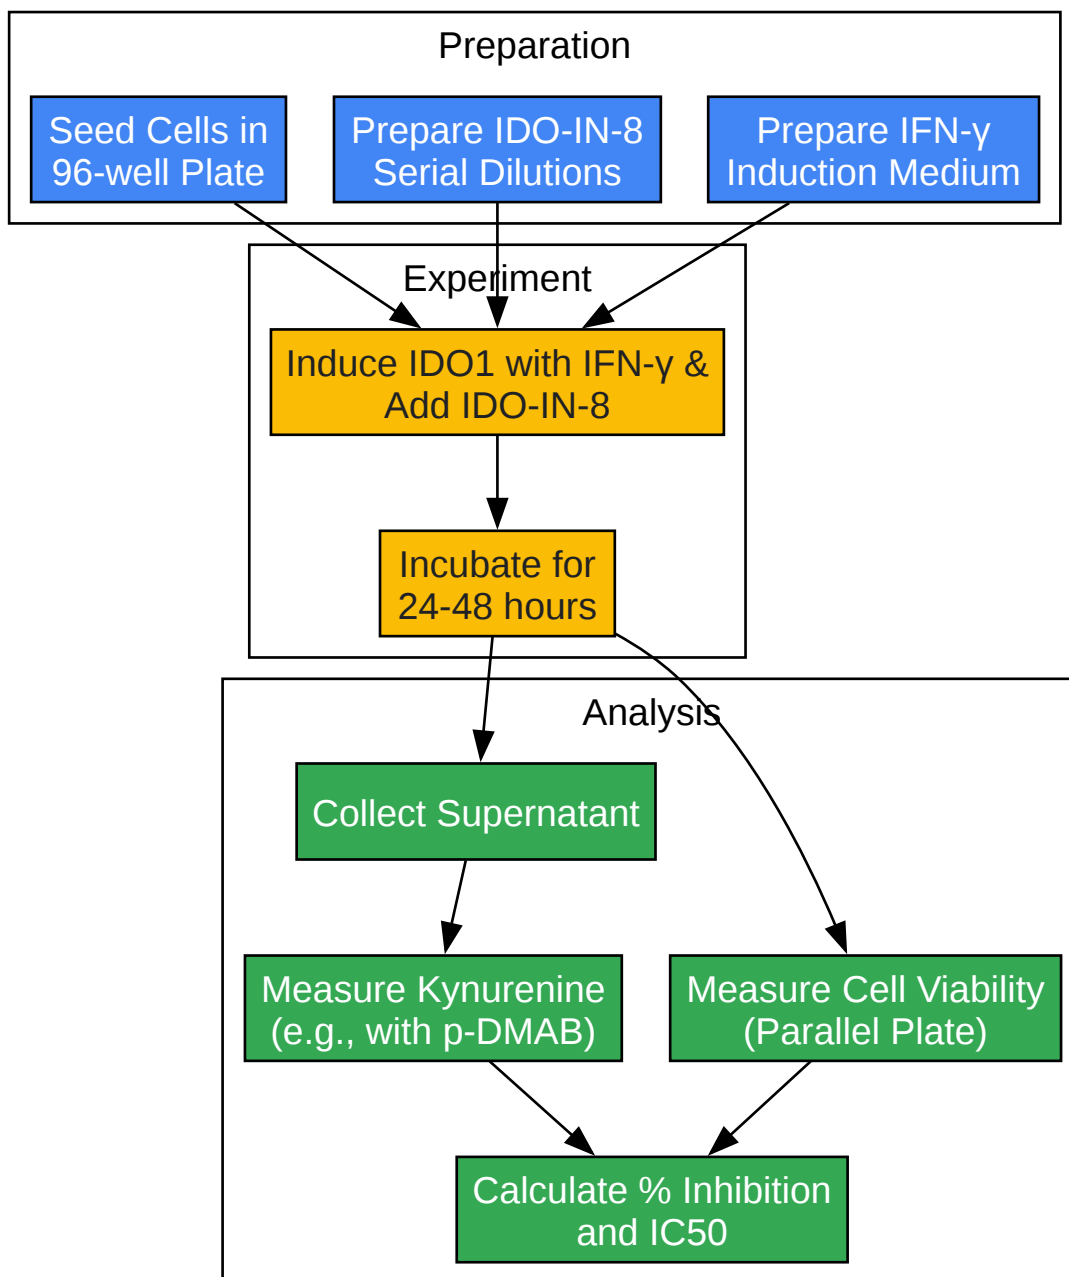 Preparation
Seed Cells in
96-well Plate
Prepare IDO-IN-8
Serial Dilutions
Prepare IFN-γ
Induction Medium
Experiment
Induce IDO1 with IFN-γ &
Add IDO-IN-8
Incubate for
24-48 hours
Analysis
Collect Supernatant
Measure Kynurenine
(e.g., with p-DMAB)
Measure Cell Viability
(Parallel Plate)
Calculate % Inhibition
and IC50